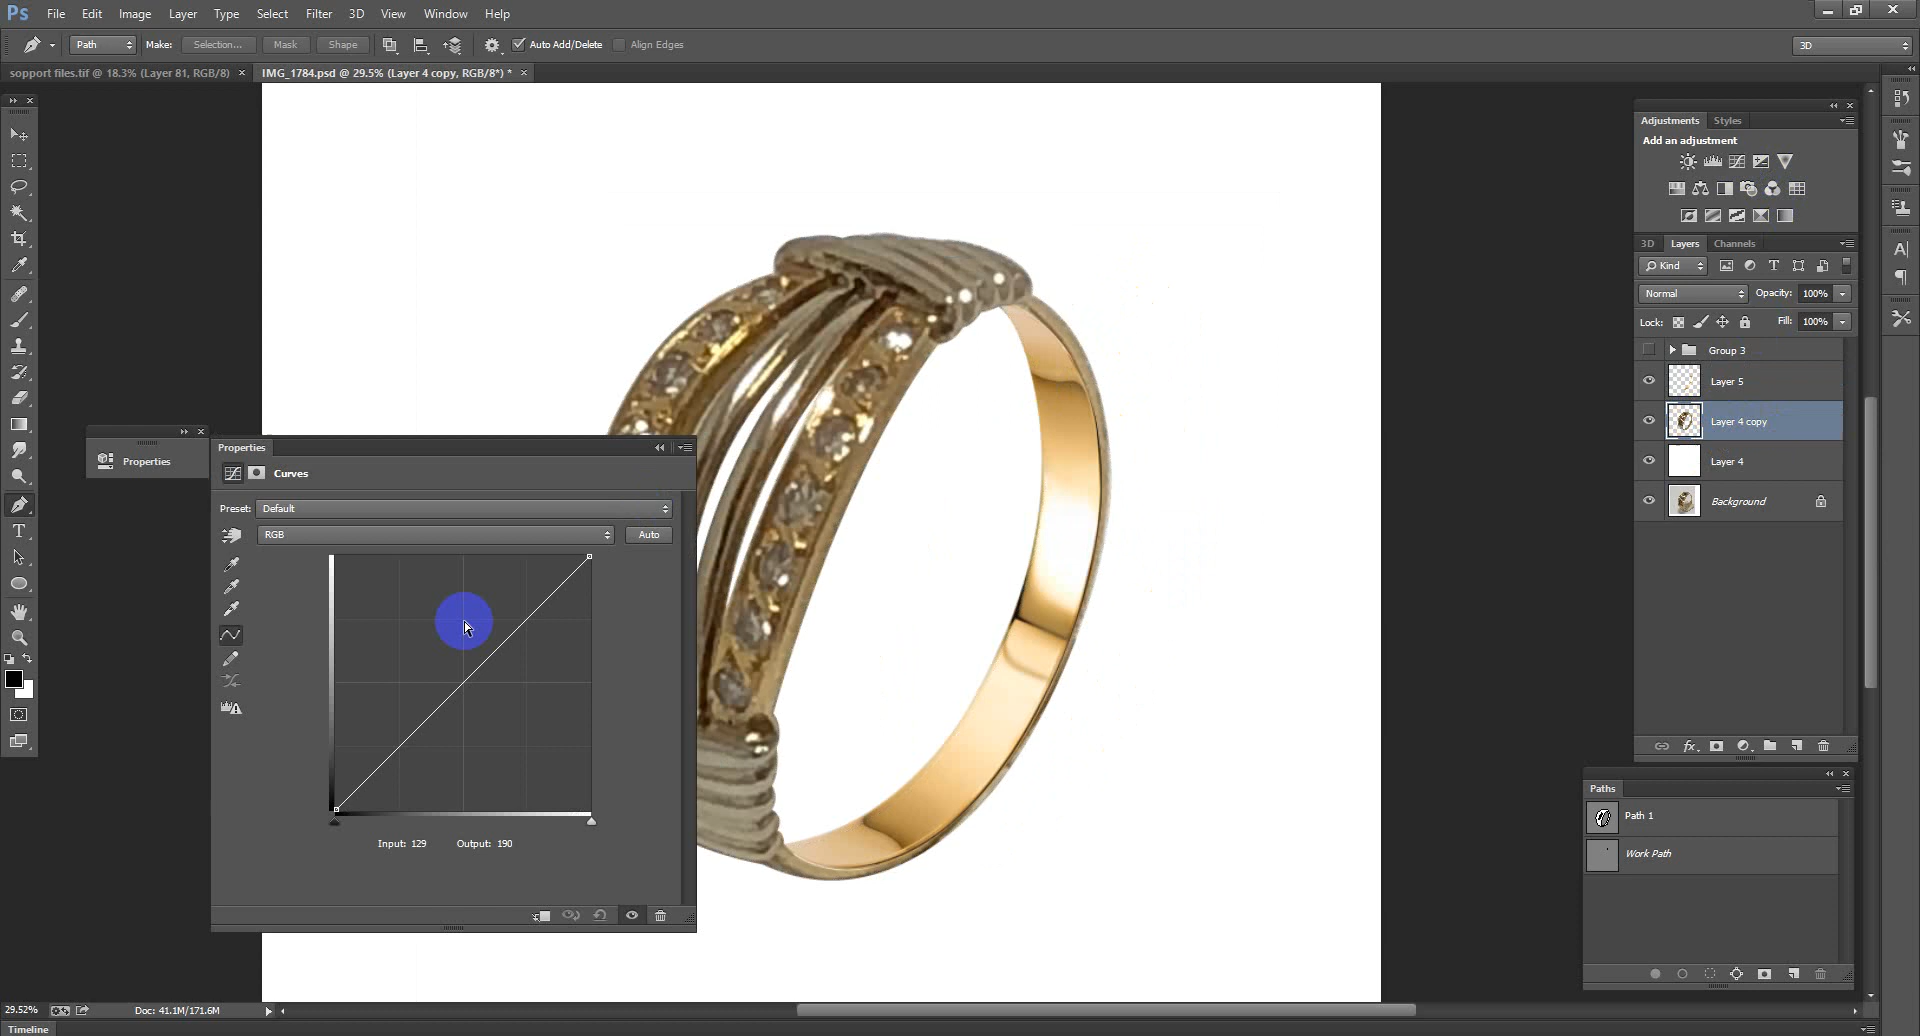 Ps File Edit Image Layer Type Select Filter 3D View Window Help
Path Make: Selection... Mask Shape Auto Add/Delete Align Edges 3D
sopport files.tif @ 18.3% (Layer 81, RGB/8) × IMG_1784.psd @ 29.5% (Layer 4 copy, RGB/8*) * ×
Adjustments Styles
Add an adjustment
3D Layers Channels
Kind
Normal Opacity: 100%
Lock: Fill: 100%
Group 3
Layer 5
Layer 4 copy
Layer 4
Background
Properties
Properties
Curves
Preset: Default
RGB Auto
Input: 129 Output: 190
Paths
Path 1
Work Path
29.52% Doc: 41.1M/171.6M
Timeline